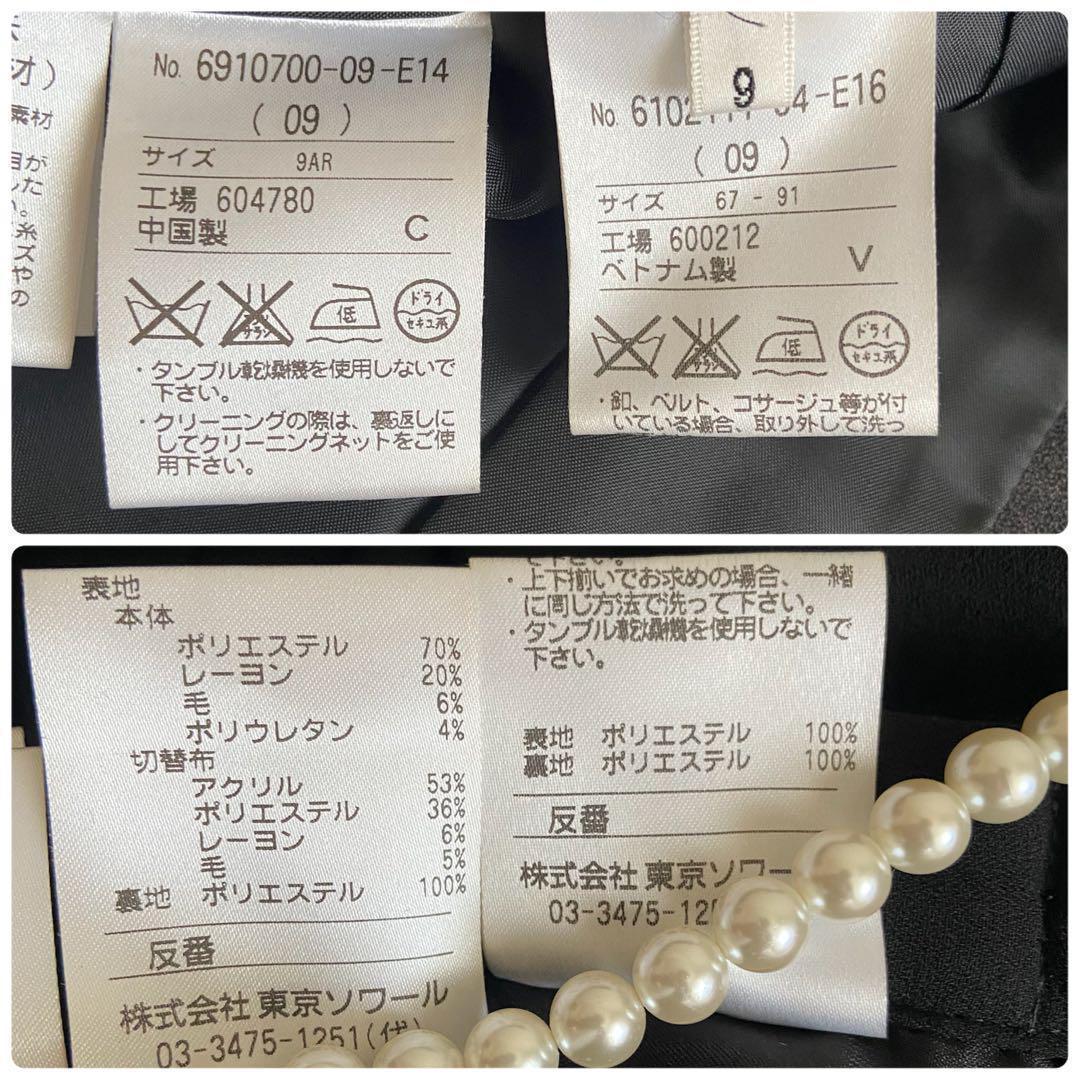 オ)
素材
目が
した
。
糸
ズ
や
の
No. 6910700-09-E14
( 09 )
サイズ 9AR
工場 604780
中国製 C
低
ドライ
セキユ系
・タンブル乾燥機を使用しないで
下さい。
・クリーニングの際は、裏返しに
してクリーニングネットをご使
用下さい。
9
No. 6102 4-E16
( 09 )
サイズ 67 - 91
工場 600212
ベトナム製 V
低
ドライ
セキユ系
・釦、ベルト、コサージュ等が付
いている場合、取り外して洗っ
表地
本体
ポリエステル 70%
レーヨン 20%
毛 6%
ポリウレタン 4%
切替布
アクリル 53%
ポリエステル 36%
レーヨン 6%
毛 5%
裏地 ポリエステル 100%
反番
株式会社 東京ソワール
03-3475-1251(代)
・上下揃いでお求めの場合、一緒
に同じ方法で洗って下さい。
・タンブル乾燥機を使用しないで
下さい。
表地 ポリエステル 100%
裏地 ポリエステル 100%
反番
株式会社 東京ソワー
03-3475-12